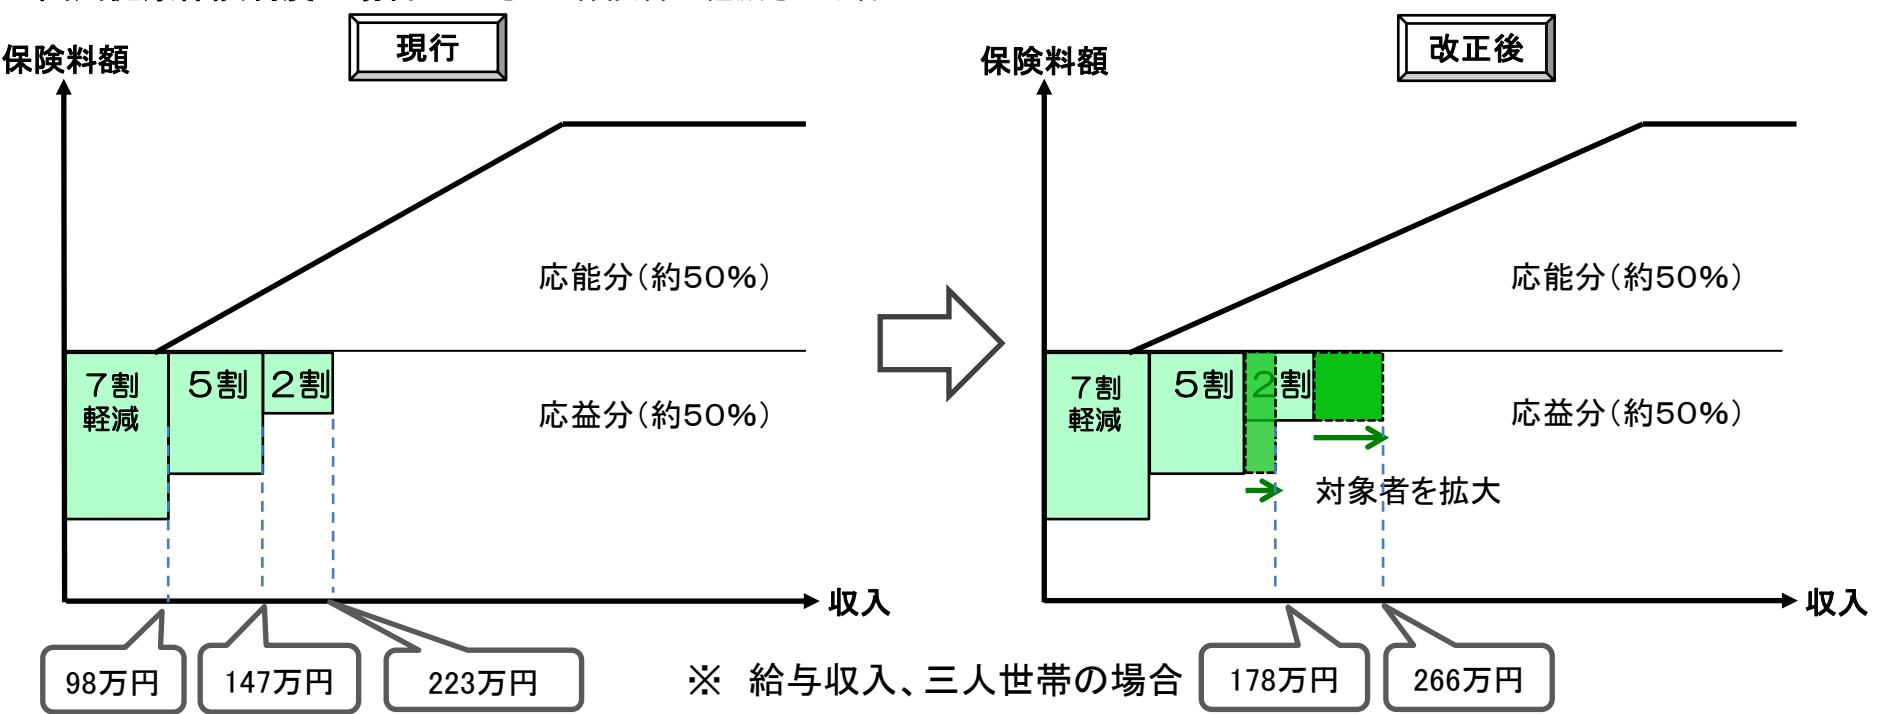 現行
保険料額
応能分(約50%)
7割
軽減
5割
2割
応益分(約50%)
収入
98万円
147万円
223万円
改正後
保険料額
応能分(約50%)
7割
軽減
5割
2割
応益分(約50%)
対象者を拡大
収入
※ 給与収入、三人世帯の場合
178万円
266万円